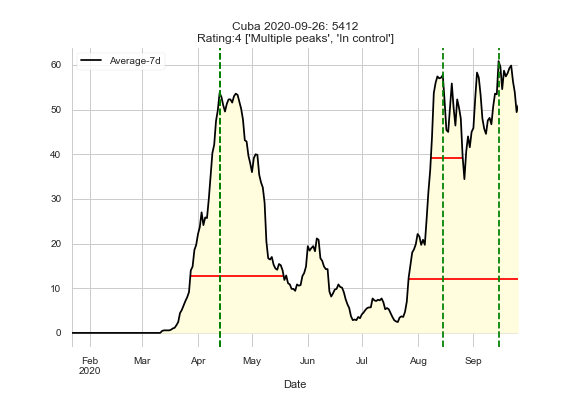 Cuba 2020-09-26: 5412
Rating:4 ['Multiple peaks', 'In control']
Average-7d
60
50
40
30
20
10
0
Feb Mar Apr May Jun Jul Aug Sep
2020
Date